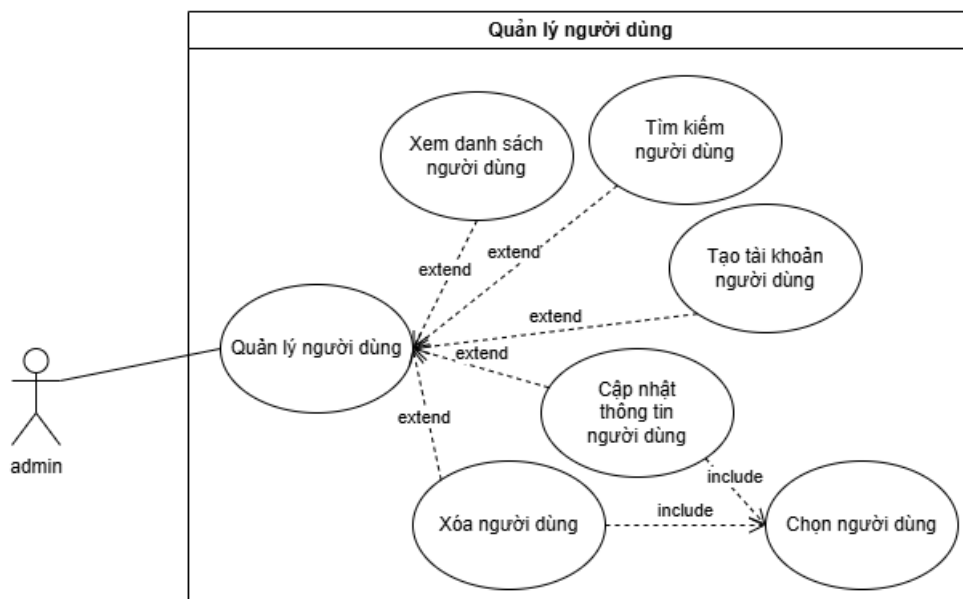 Quản lý người dùng
Xem danh sách
người dùng
Tìm kiếm
người dùng
extend
extend
Tạo tài khoản
người dùng
extend
Quản lý người dùng
extend
Cập nhật
thông tin
người dùng
extend
admin
include
Xóa người dùng
include
Chọn người dùng